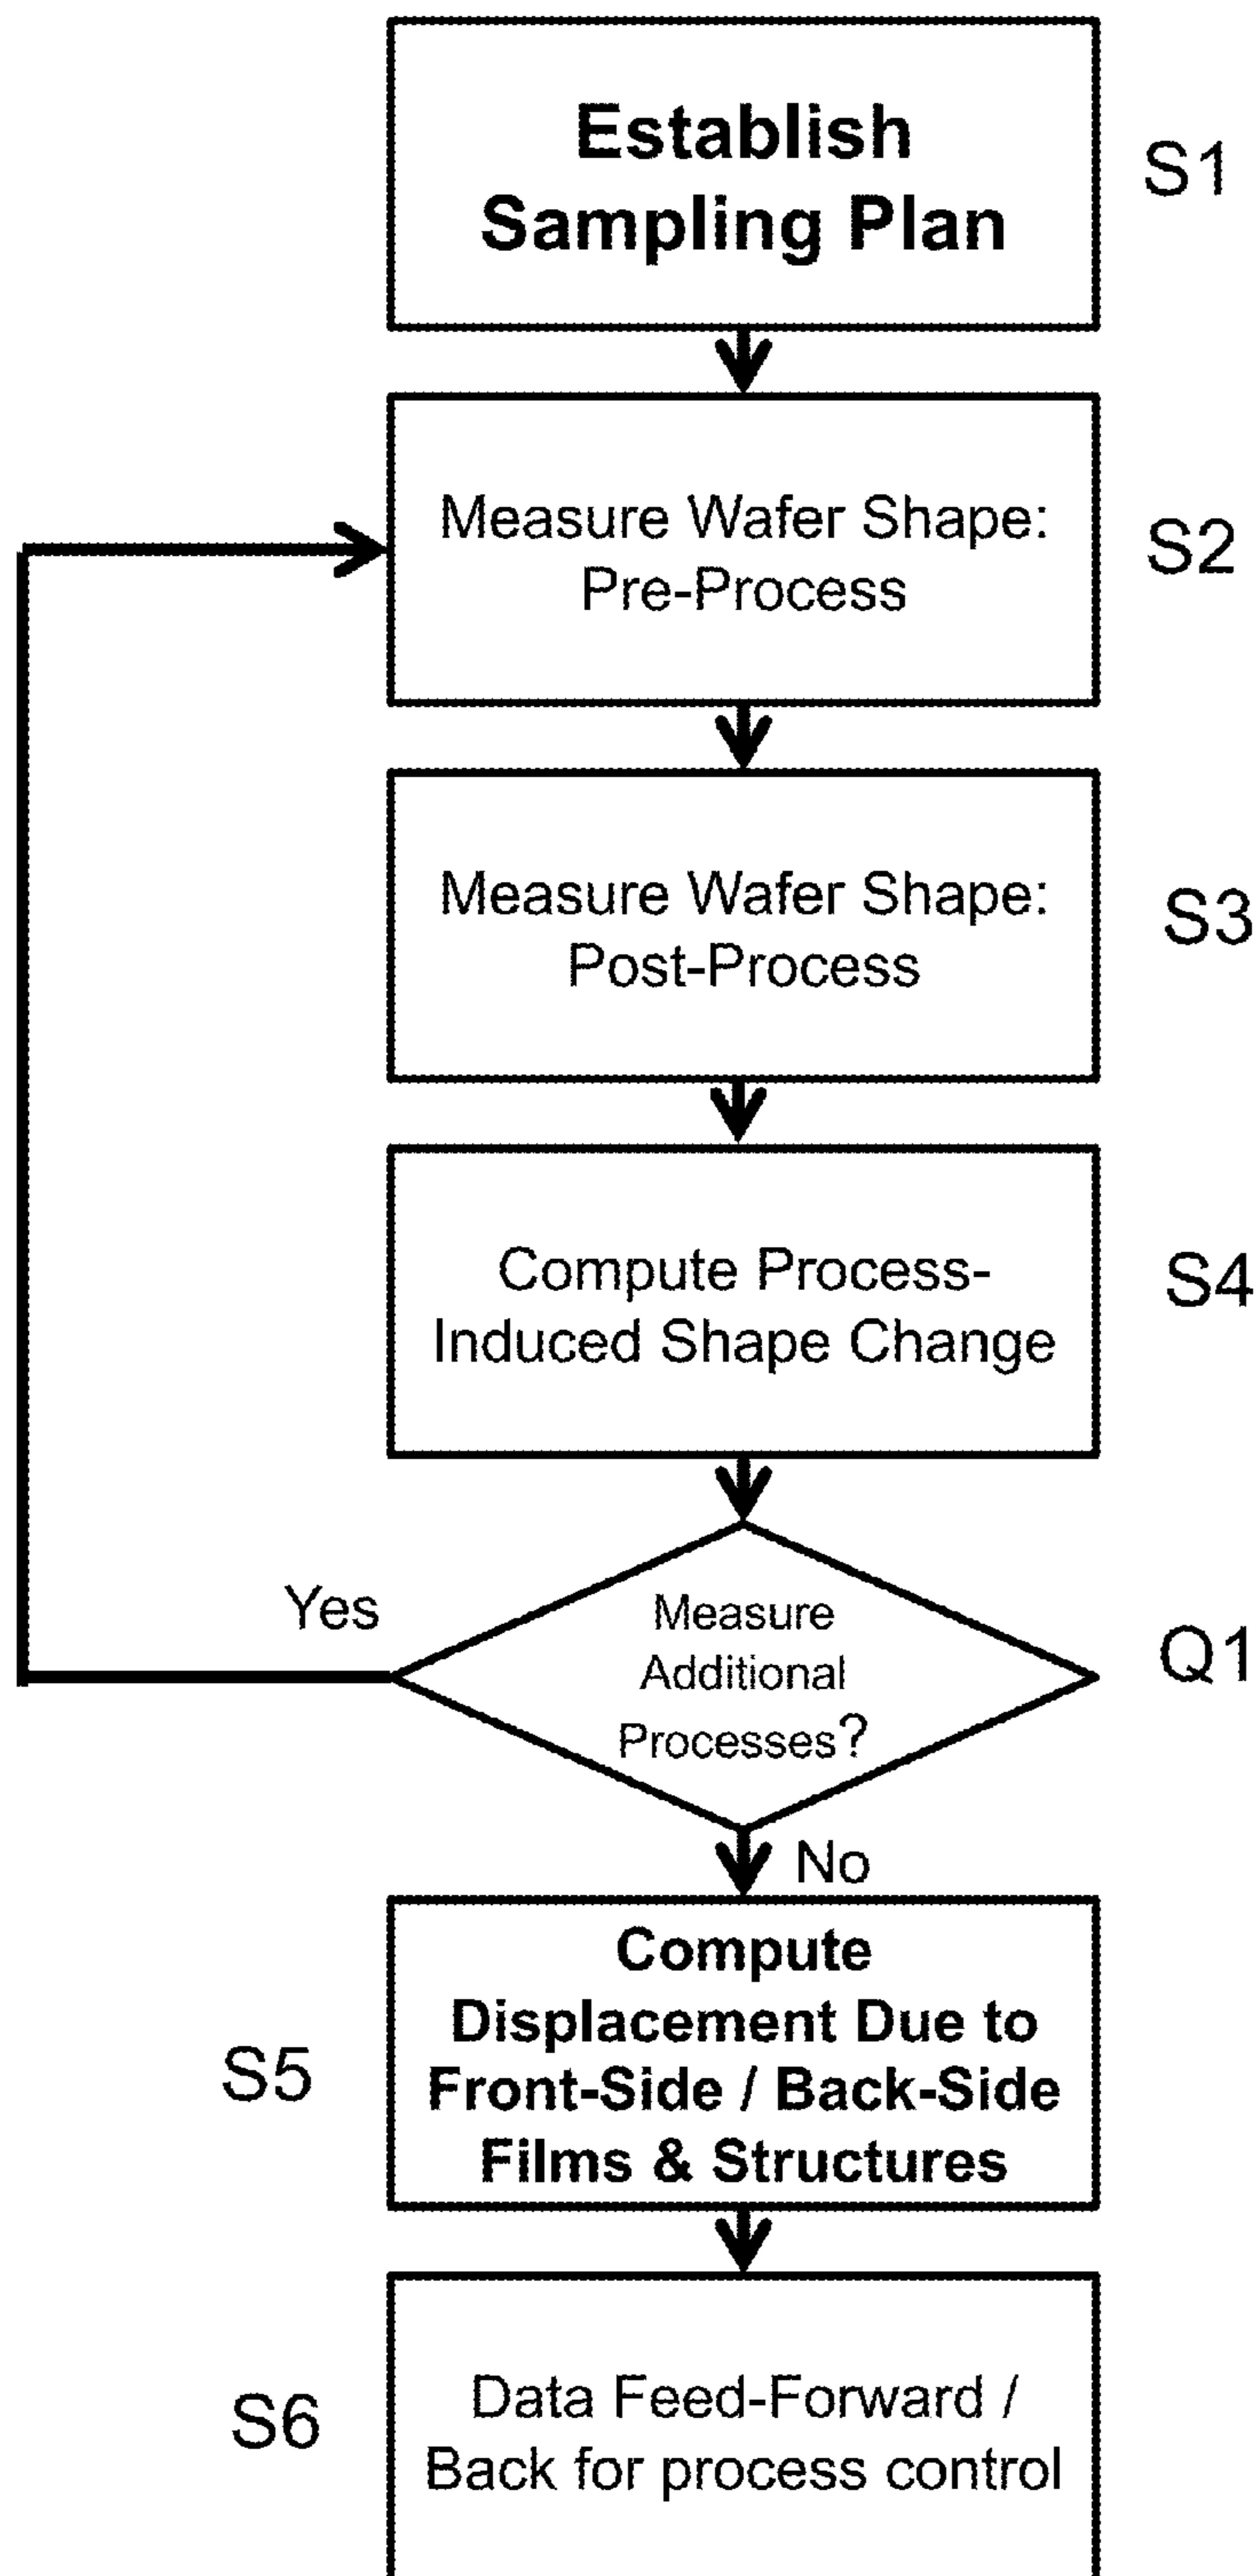 Establish
Sampling Plan
S1
Measure Wafer Shape:
Pre-Process
S2
Measure Wafer Shape:
Post-Process
S3
Compute Process-
Induced Shape Change
S4
Yes
Measure
Additional
Processes?
Q1
No
Compute
Displacement Due to
Front-Side / Back-Side
Films & Structures
S5
Data Feed-Forward /
Back for process control
S6